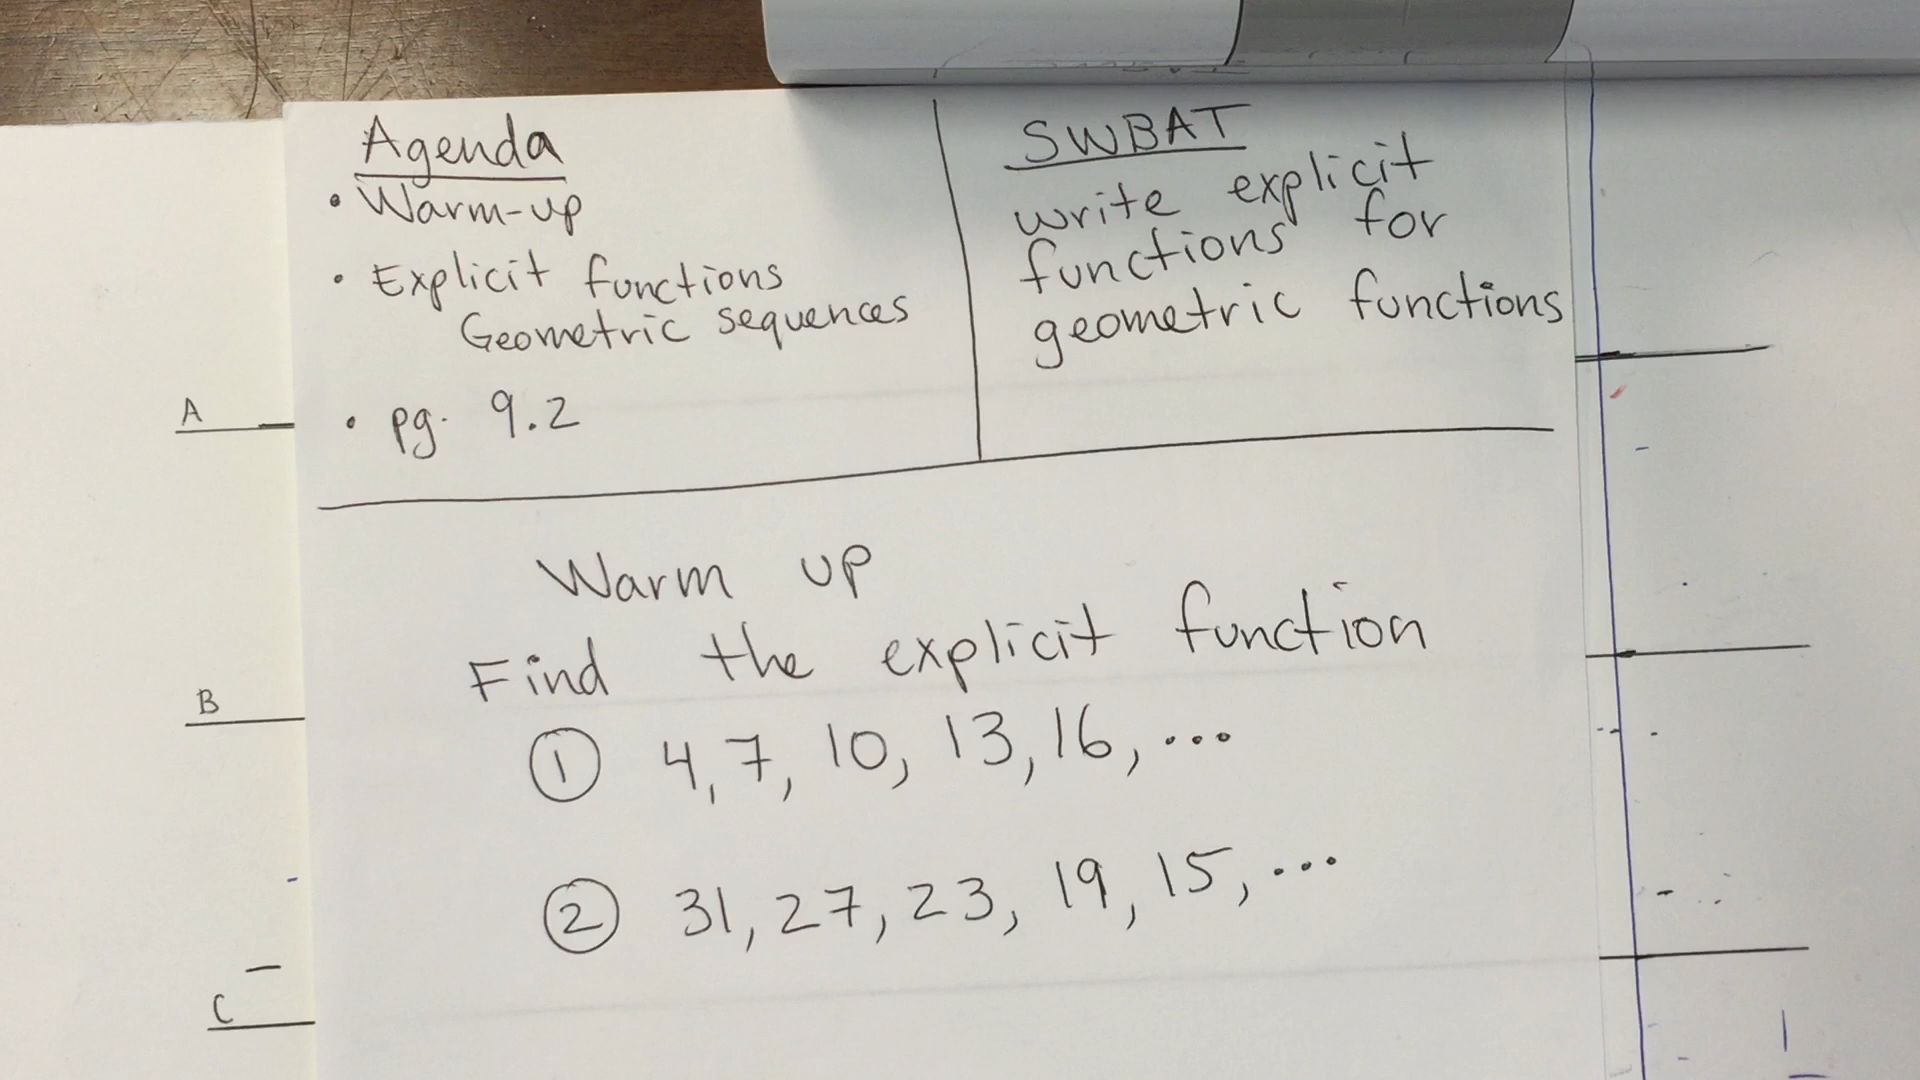 Agenda
• Warm-up
• Explicit functions
Geometric sequences
• pg. 9.2
SWBAT
write explicit
functions for
geometric functions
Warm up
Find the explicit function
① 4, 7, 10, 13, 16, ...
② 31, 27, 23, 19, 15, ...
A
B
C